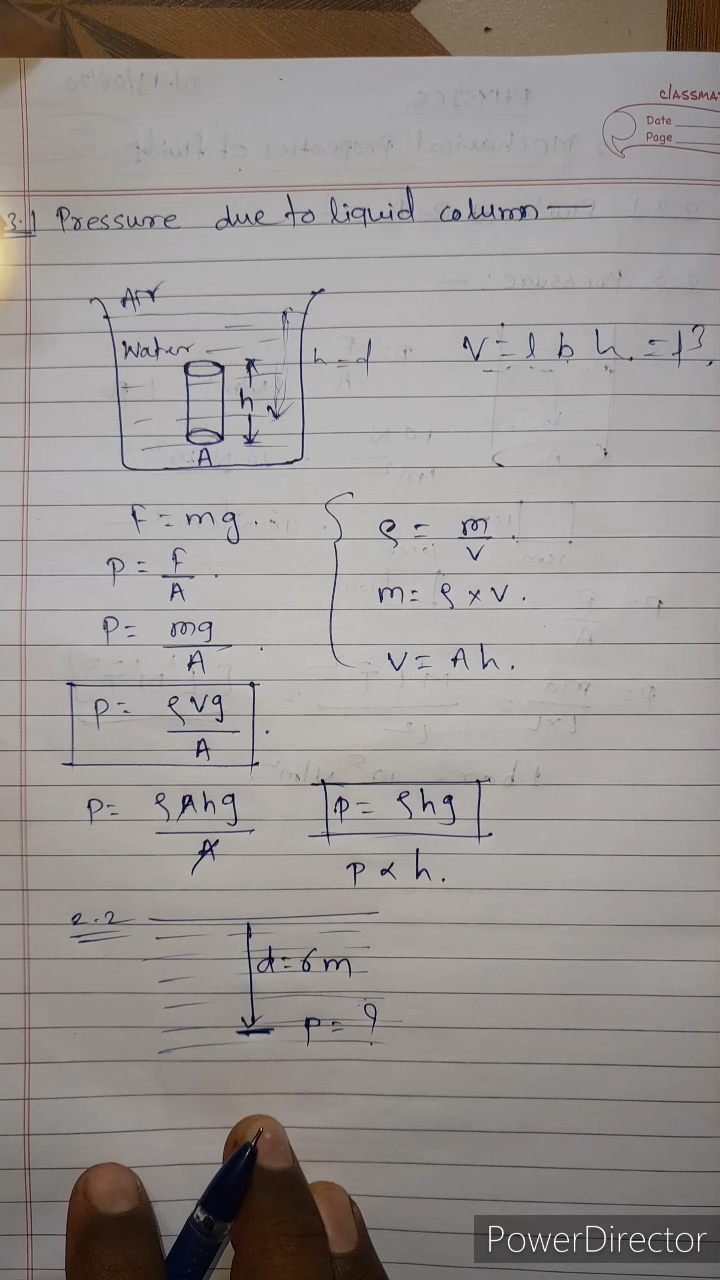 classma
Date
Page
3.1 Pressure due to liquid column —
Air
Water
h = d
V = l b h = l³
h
A
F = mg.
P = F/A.
P = mg/A
P = ρVg/A.
ρ = m/V.
m = ρ x V.
V = Ah.
P = ρAhg/A
P = ρhg
P α h.
2.2
d = 6m
P = ?
PowerDirector